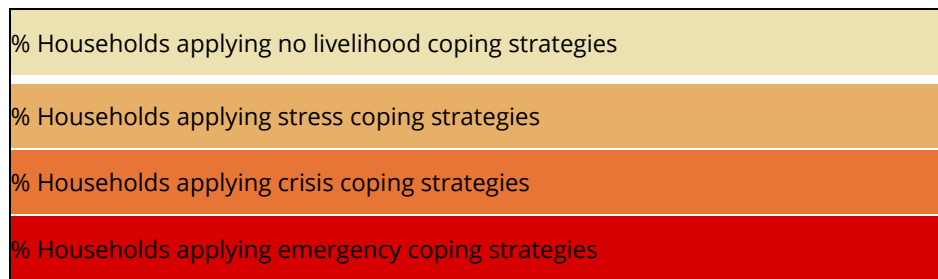 % Households applying no livelihood coping strategies
% Households applying stress coping strategies
% Households applying crisis coping strategies
% Households applying emergency coping strategies